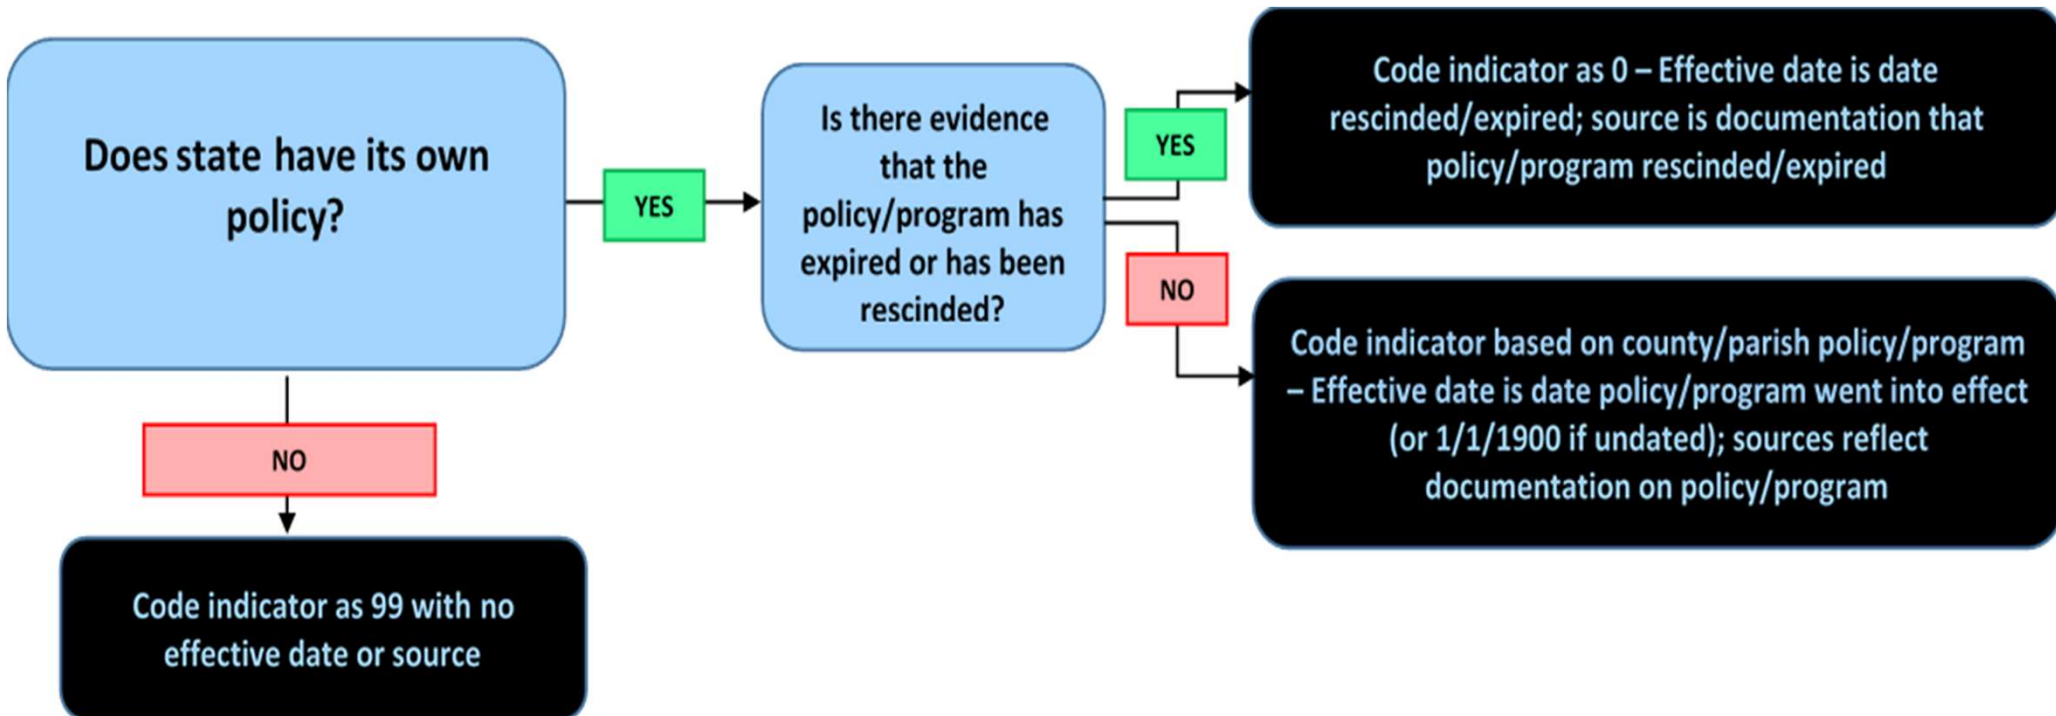 Does state have its own
policy?
YES
Is there evidence
that the
policy/program has
expired or has been
rescinded?
YES
Code indicator as 0 – Effective date is date
rescinded/expired; source is documentation that
policy/program rescinded/expired
NO
Code indicator based on county/parish policy/program
– Effective date is date policy/program went into effect
(or 1/1/1900 if undated); sources reflect
documentation on policy/program
NO
Code indicator as 99 with no
effective date or source